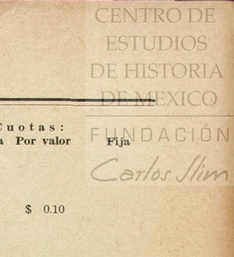 CENTRO DE
ESTUDIOS
DE HISTORIA
DE MEXICO
FUNDACIÓN
Carlos Slim
Cuotas:
a Por valor Fija
$ 0.10